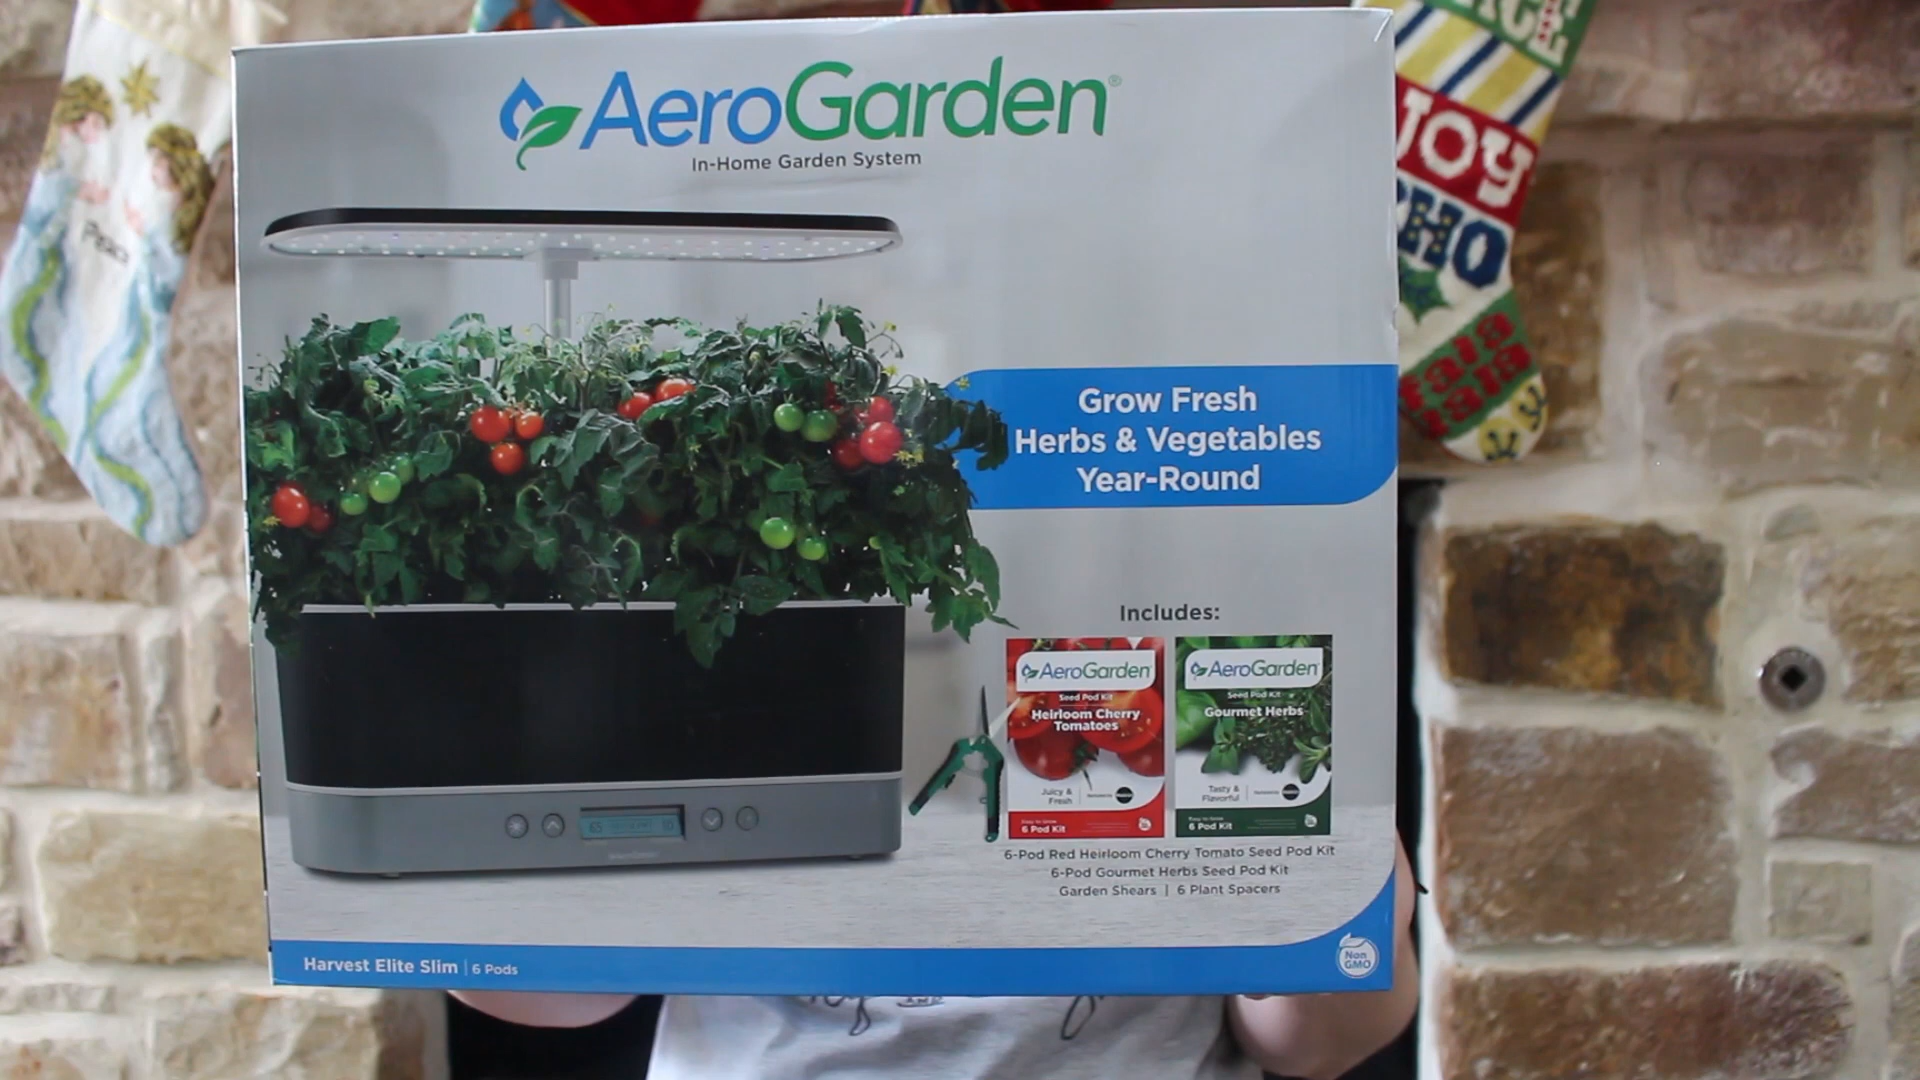 AeroGarden®
In-Home Garden System
JOY
HO
Peace
Grow Fresh
Herbs & Vegetables
Year-Round
Includes:
AeroGarden
Seed Pod Kit
Heirloom Cherry
Tomatoes
Juicy &
Fresh
6 Pod Kit
AeroGarden
Seed Pod Kit
Gourmet Herbs
Tasty &
Flavorful
6 Pod Kit
6-Pod Red Heirloom Cherry Tomato Seed Pod Kit
6-Pod Gourmet Herbs Seed Pod Kit
Garden Shears | 6 Plant Spacers
Harvest Elite Slim | 6 Pods
Non
GMO
AND